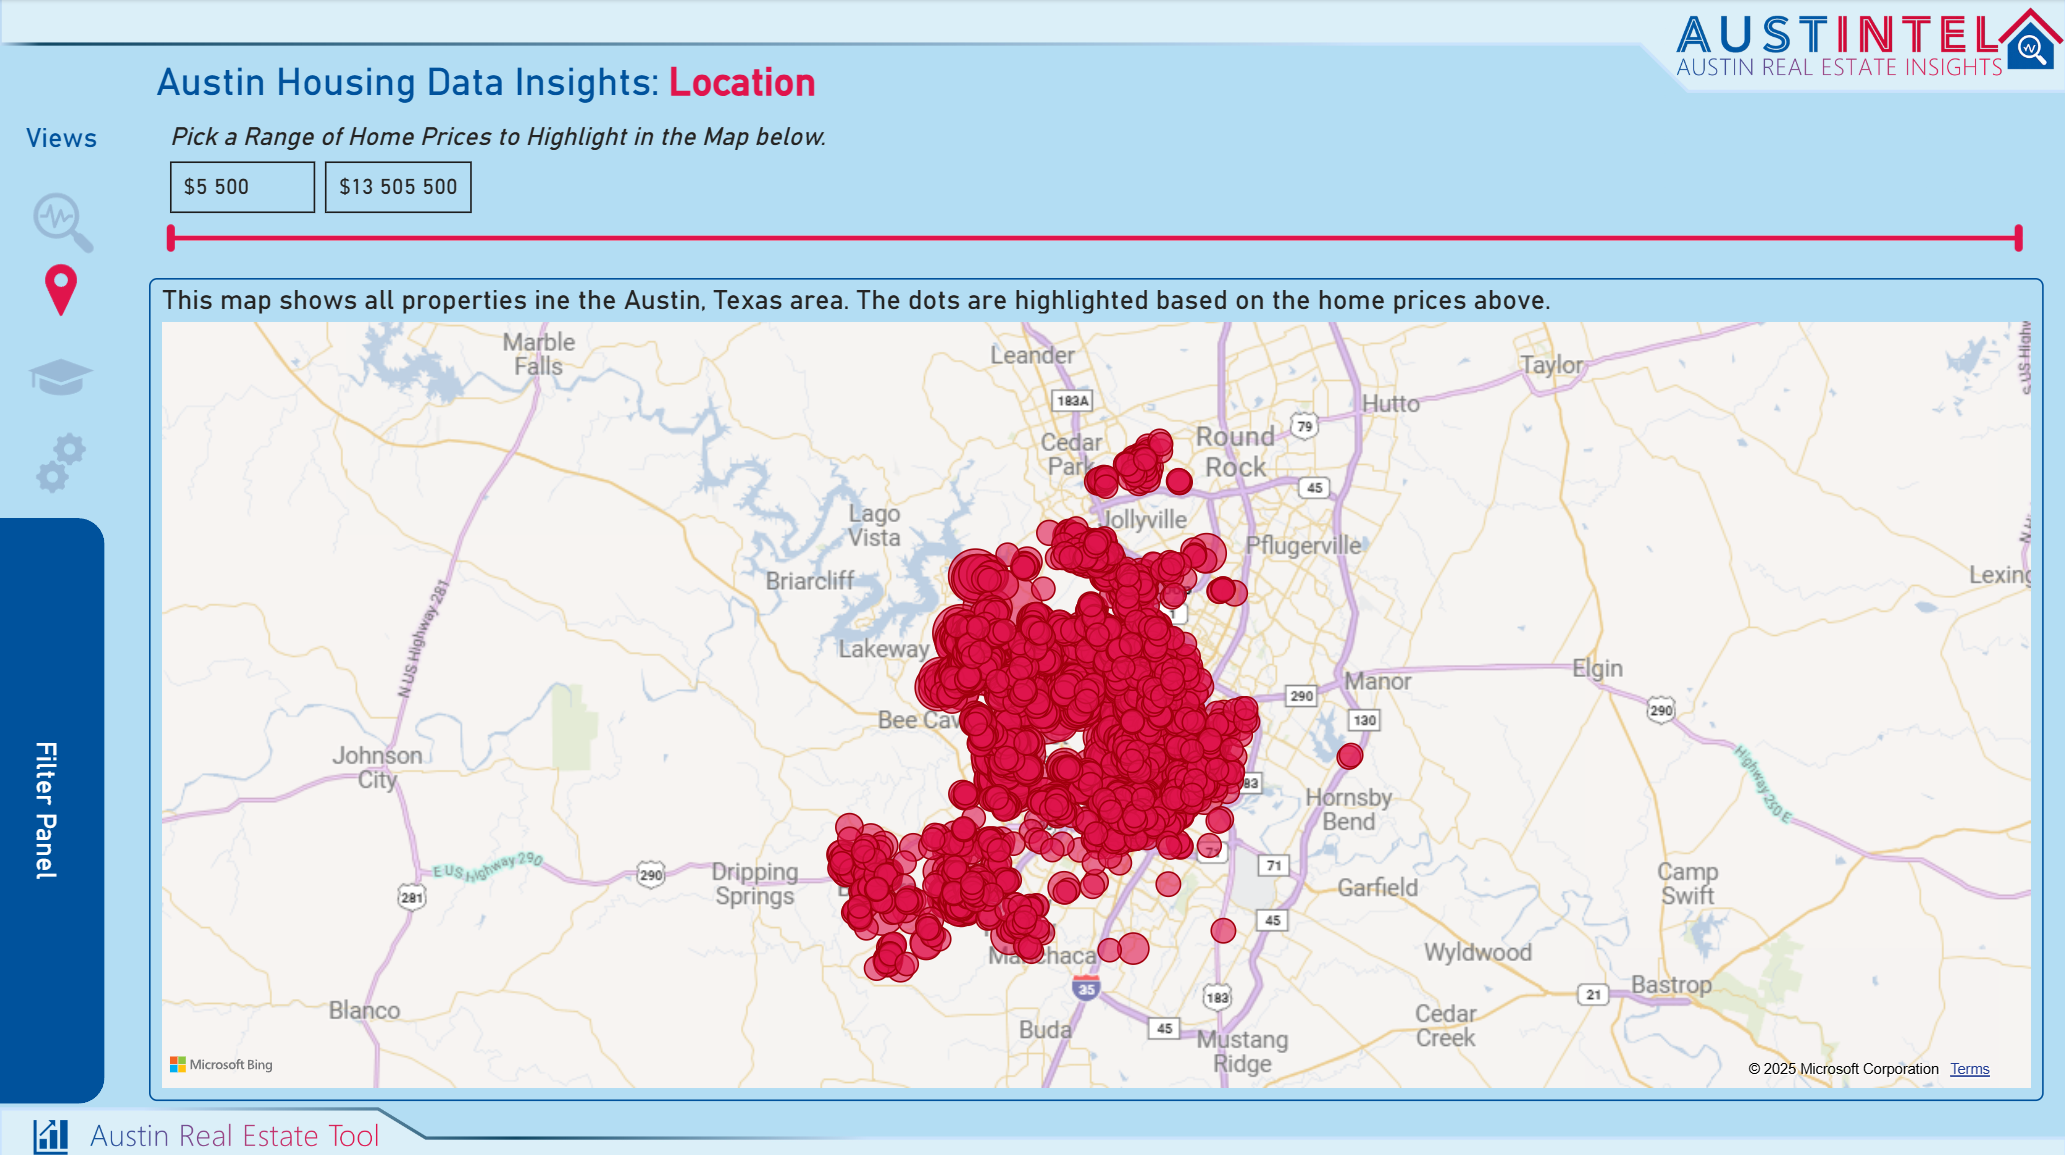 AUSTINTEL
AUSTIN REAL ESTATE INSIGHTS
Austin Housing Data Insights: Location
Views
Pick a Range of Home Prices to Highlight in the Map below.
$5 500
$13 505 500
This map shows all properties ine the Austin, Texas area. The dots are highlighted based on the home prices above.
Marble
Falls
Leander
Taylor
183A
Hutto
79
Cedar
Park
Round
Rock
45
Lago
Vista
Jollyville
Pflugerville
Briarcliff
Lexing
N US Highway 281
1
Lakeway
Elgin
Manor
290
290
Bee Cav
130
Johnson
City
Highway 290 E
83
Hornsby
Bend
E US Highway 290
290
Dripping
Springs
71
71
Garfield
Camp
Swift
281
45
Wyldwood
Bastrop
Blanco
35
183
21
Buda
45
Mustang
Ridge
Cedar
Creek
Microsoft Bing
© 2025 Microsoft Corporation Terms
Filter Panel
Austin Real Estate Tool